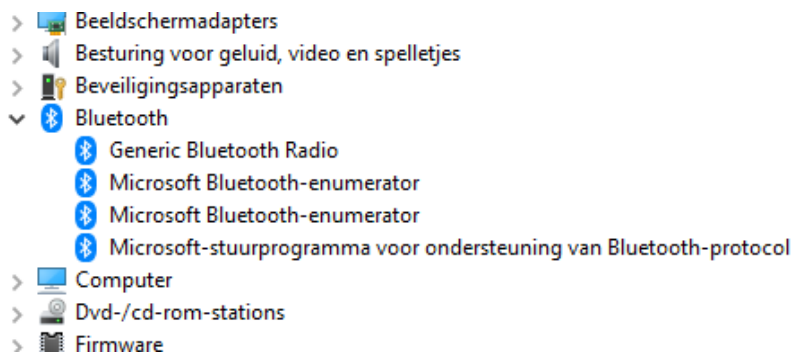 Beeldschermadapters
Besturing voor geluid, video en spelletjes
Beveiligingsapparaten
Bluetooth
Generic Bluetooth Radio
Microsoft Bluetooth-enumerator
Microsoft Bluetooth-enumerator
Microsoft-stuurprogramma voor ondersteuning van Bluetooth-protocol
Computer
Dvd-/cd-rom-stations
Firmware